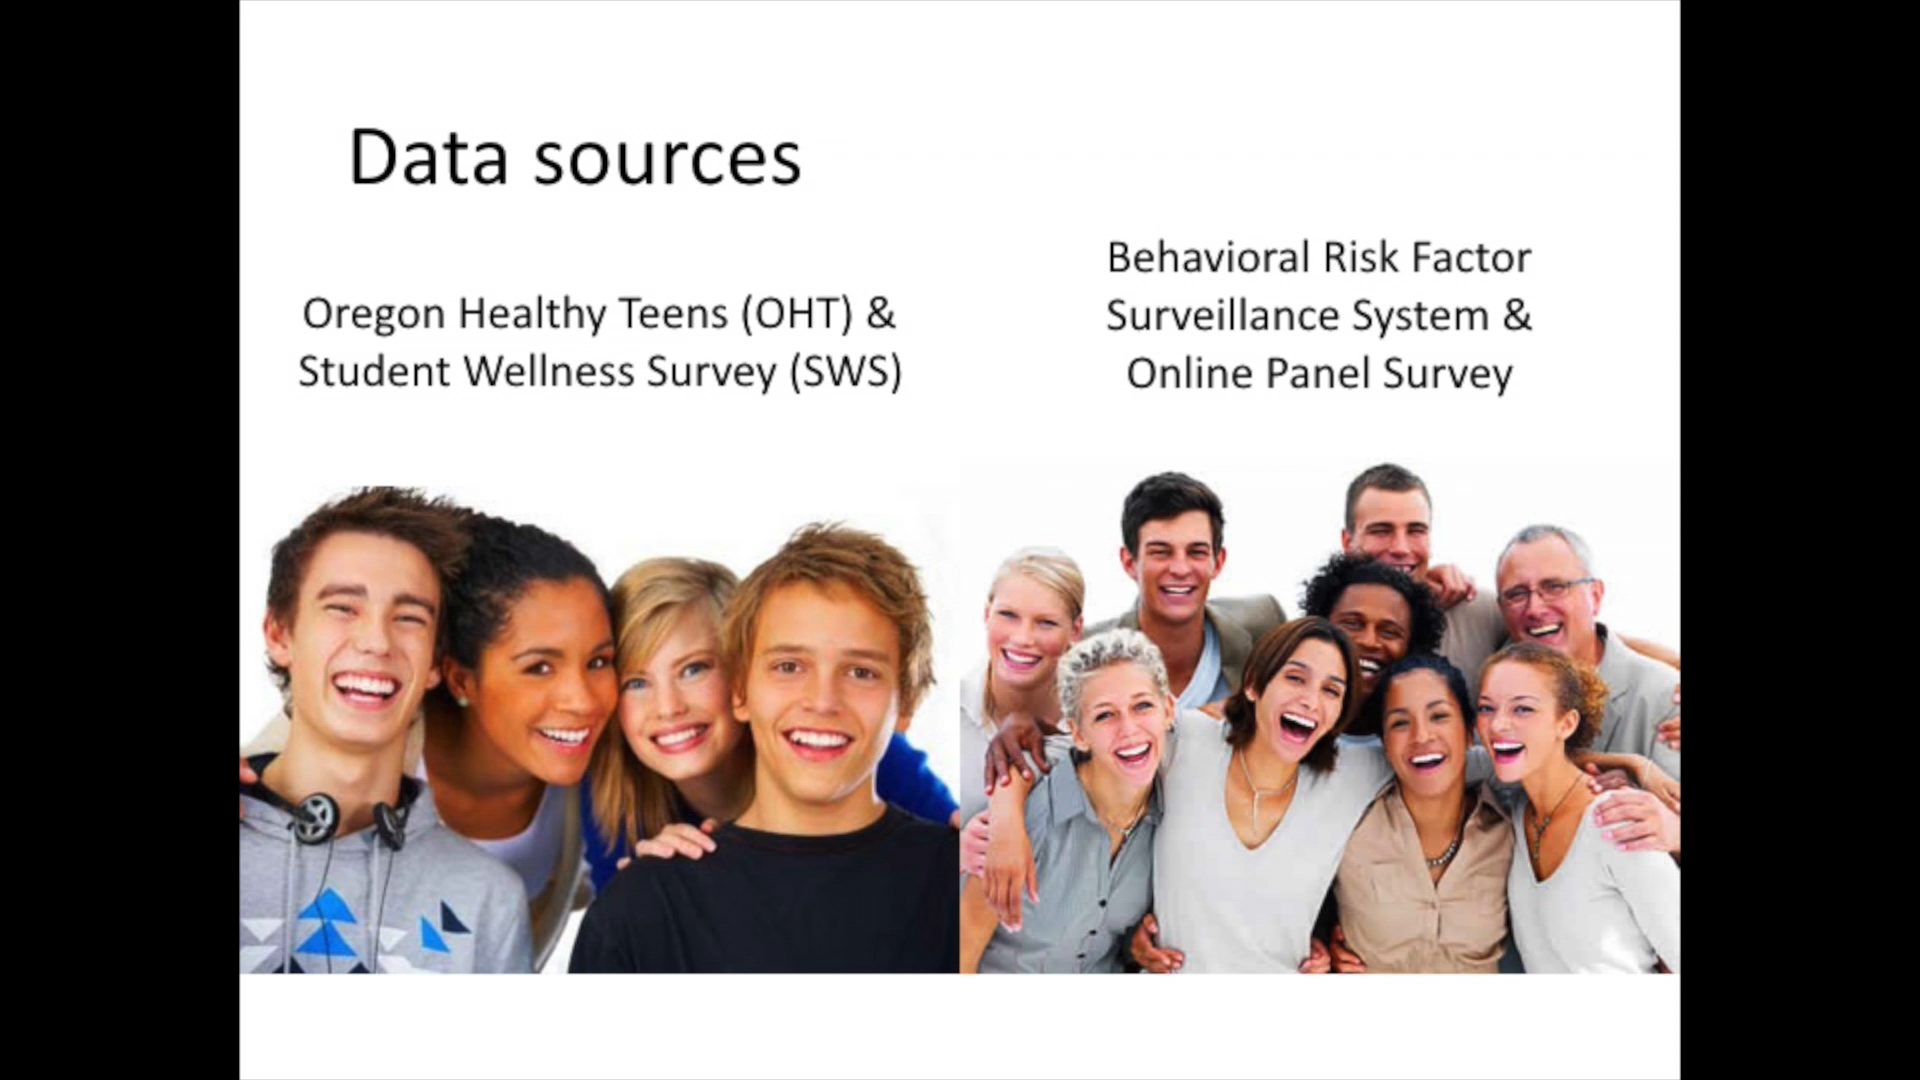 Data sources
Oregon Healthy Teens (OHT) &
Student Wellness Survey (SWS)
Behavioral Risk Factor
Surveillance System &
Online Panel Survey